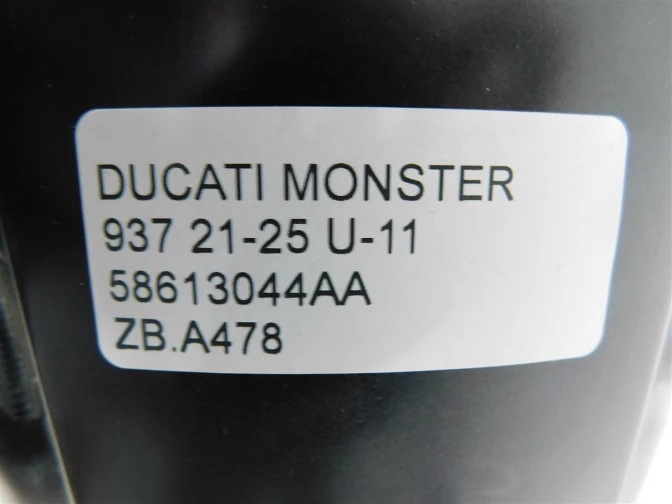 DUCATI MONSTER
937 21-25 U-11
58613044AA
ZB.A478